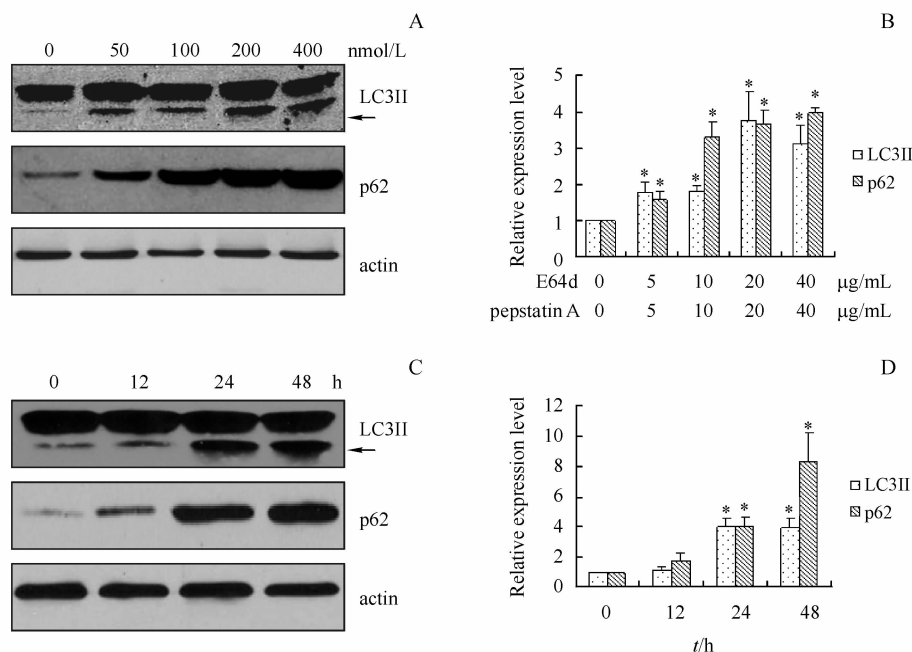 A
0 50 100 200 400 nmol/L
LC3II
p62
actin
B
Relative expression level
5
4
3
2
1
0
* * * * * * * *
LC3II
p62
E64d 0 5 10 20 40 μg/mL
pepstatin A 0 5 10 20 40 μg/mL
C
0 12 24 48 h
LC3II
p62
actin
D
Relative expression level
12
10
8
6
4
2
0
* * * *
LC3II
p62
0 12 24 48
t/h